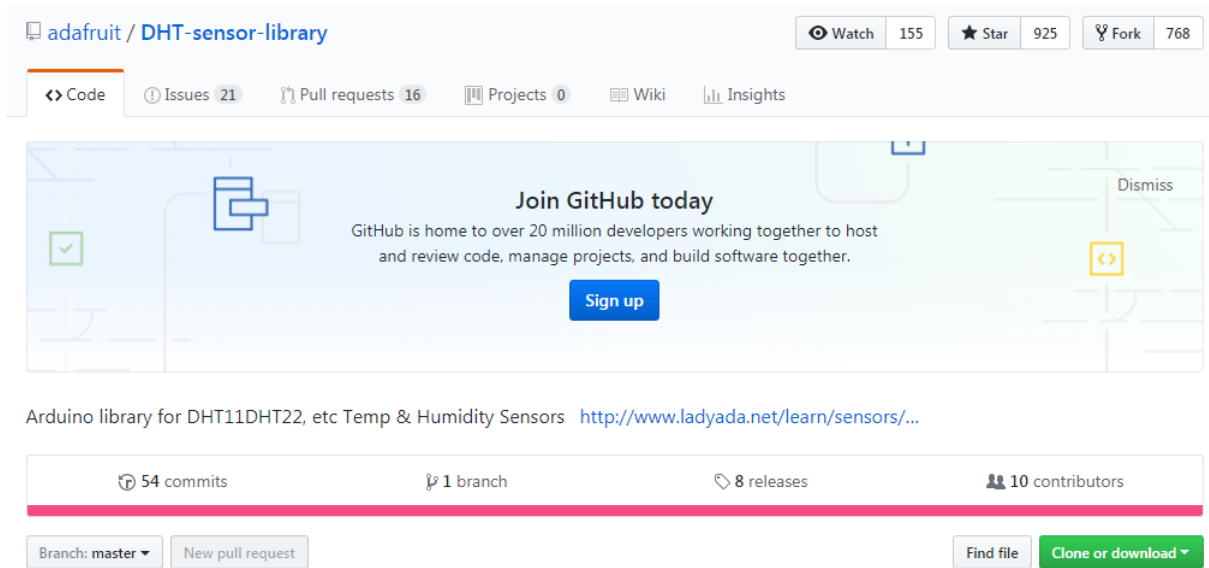 adafruit / DHT-sensor-library Watch 155 Star 925 Fork 768
Code Issues 21 Pull requests 16 Projects 0 Wiki Insights
Dismiss
Join GitHub today
GitHub is home to over 20 million developers working together to host
and review code, manage projects, and build software together.
Sign up
Arduino library for DHT11DHT22, etc Temp & Humidity Sensors http://www.ladyada.net/learn/sensors/...
54 commits 1 branch 8 releases 10 contributors
Branch: master New pull request Find file Clone or download